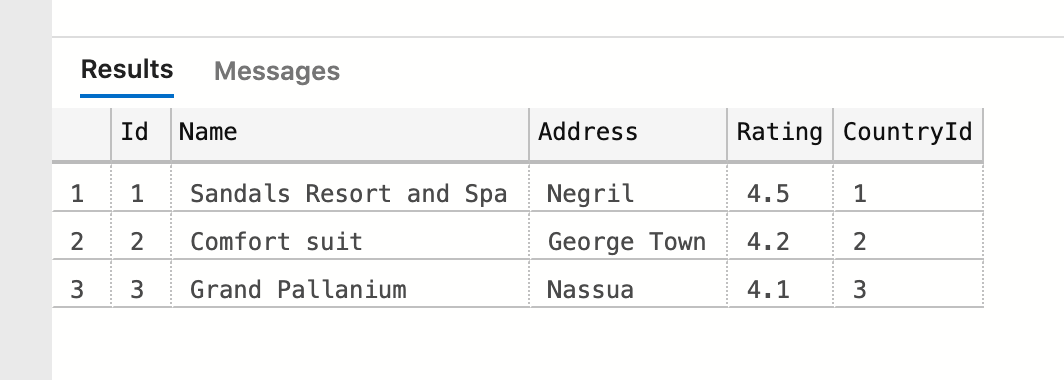 Results Messages
Id Name Address Rating CountryId
1 1 Sandals Resort and Spa Negril 4.5 1
2 2 Comfort suit George Town 4.2 2
3 3 Grand Pallanium Nassua 4.1 3